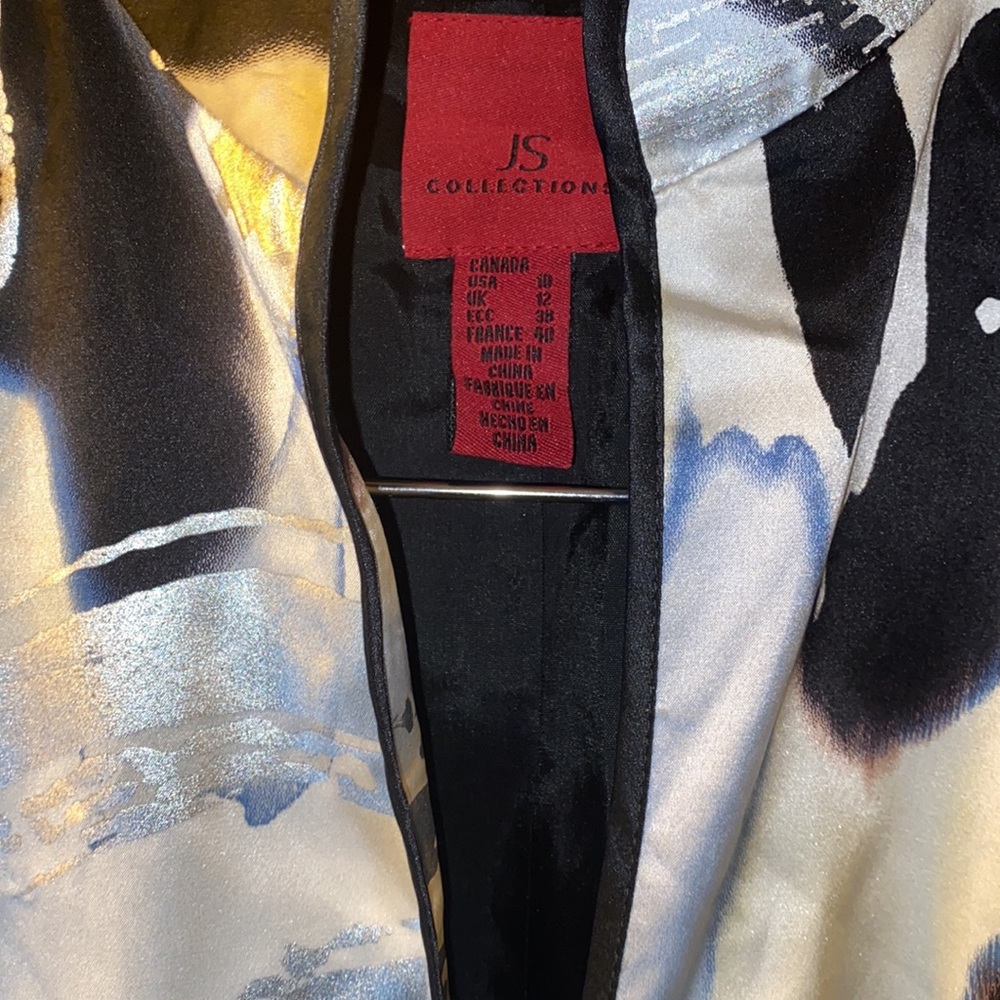 JS
COLLECTIONS
CANADA
USA 10
UK 12
ECC 38
FRANCE 40
MADE IN
CHINA
FABRIQUE EN
CHINE
HECHO EN
CHINA